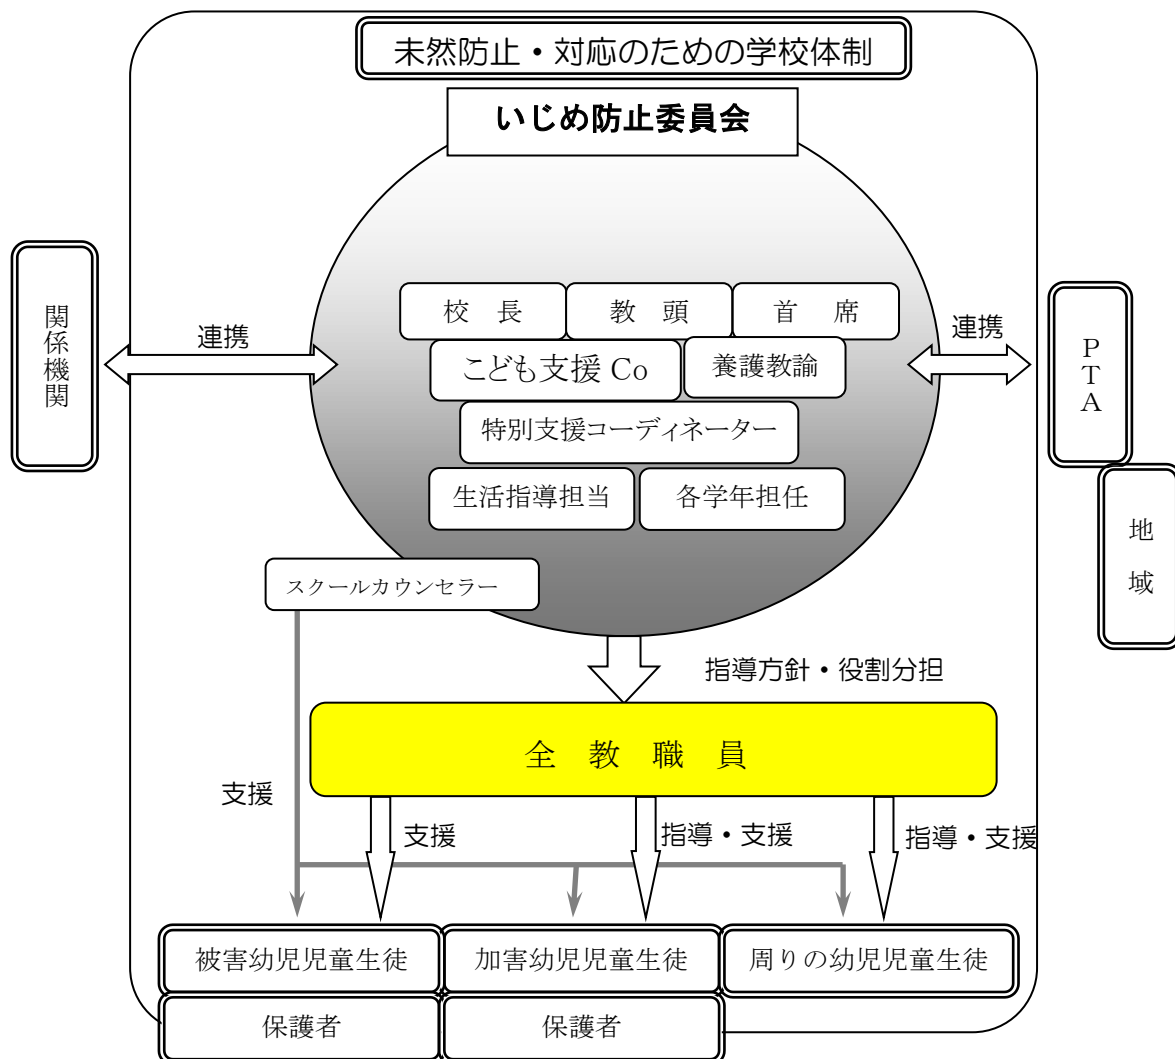 未然防止・対応のための学校体制
いじめ防止委員会
校 長
教 頭
首 席
こども支援 Co
養護教諭
特別支援コーディネーター
生活指導担当
各学年担任
スクールカウンセラー
関係機関
連携
連携
PTA
地域
指導方針・役割分担
全 教 職 員
支援
支援
指導・支援
指導・支援
被害幼児児童生徒
加害幼児児童生徒
周りの幼児児童生徒
保護者
保護者